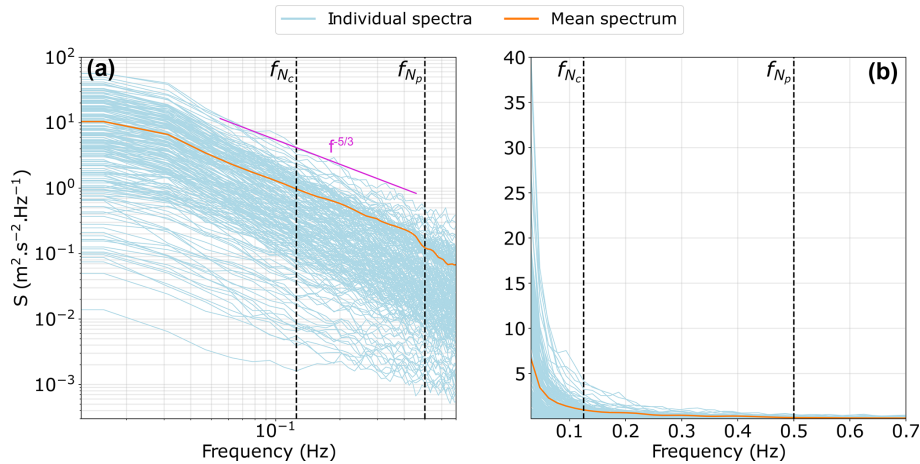 Individual spectra Mean spectrum
(a) f_{N_c} f_{N_p}
f^{-5/3}
10^2
10^1
10^0
10^{-1}
10^{-2}
10^{-3}
S (m^2.s^{-2}.Hz^{-1})
10^{-1}
Frequency (Hz)
f_{N_c} f_{N_p} (b)
40
35
30
25
20
15
10
5
0.1 0.2 0.3 0.4 0.5 0.6 0.7
Frequency (Hz)